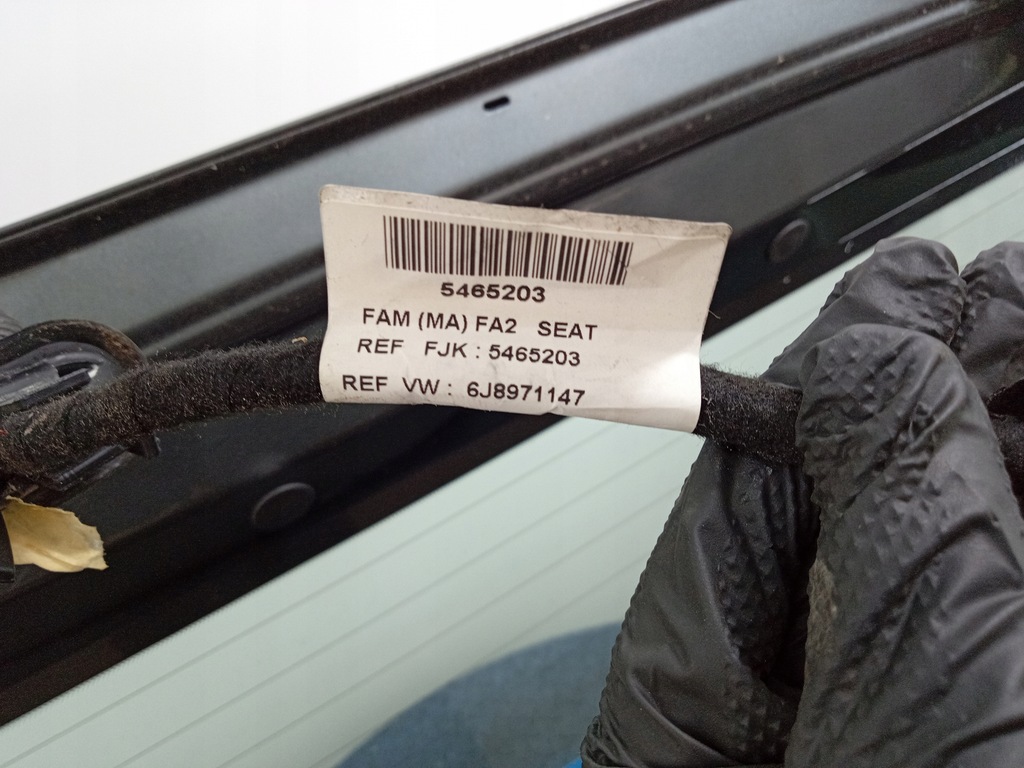 5465203
FAM (MA) FA2 SEAT
REF FJK : 5465203
REF VW : 6J8971147